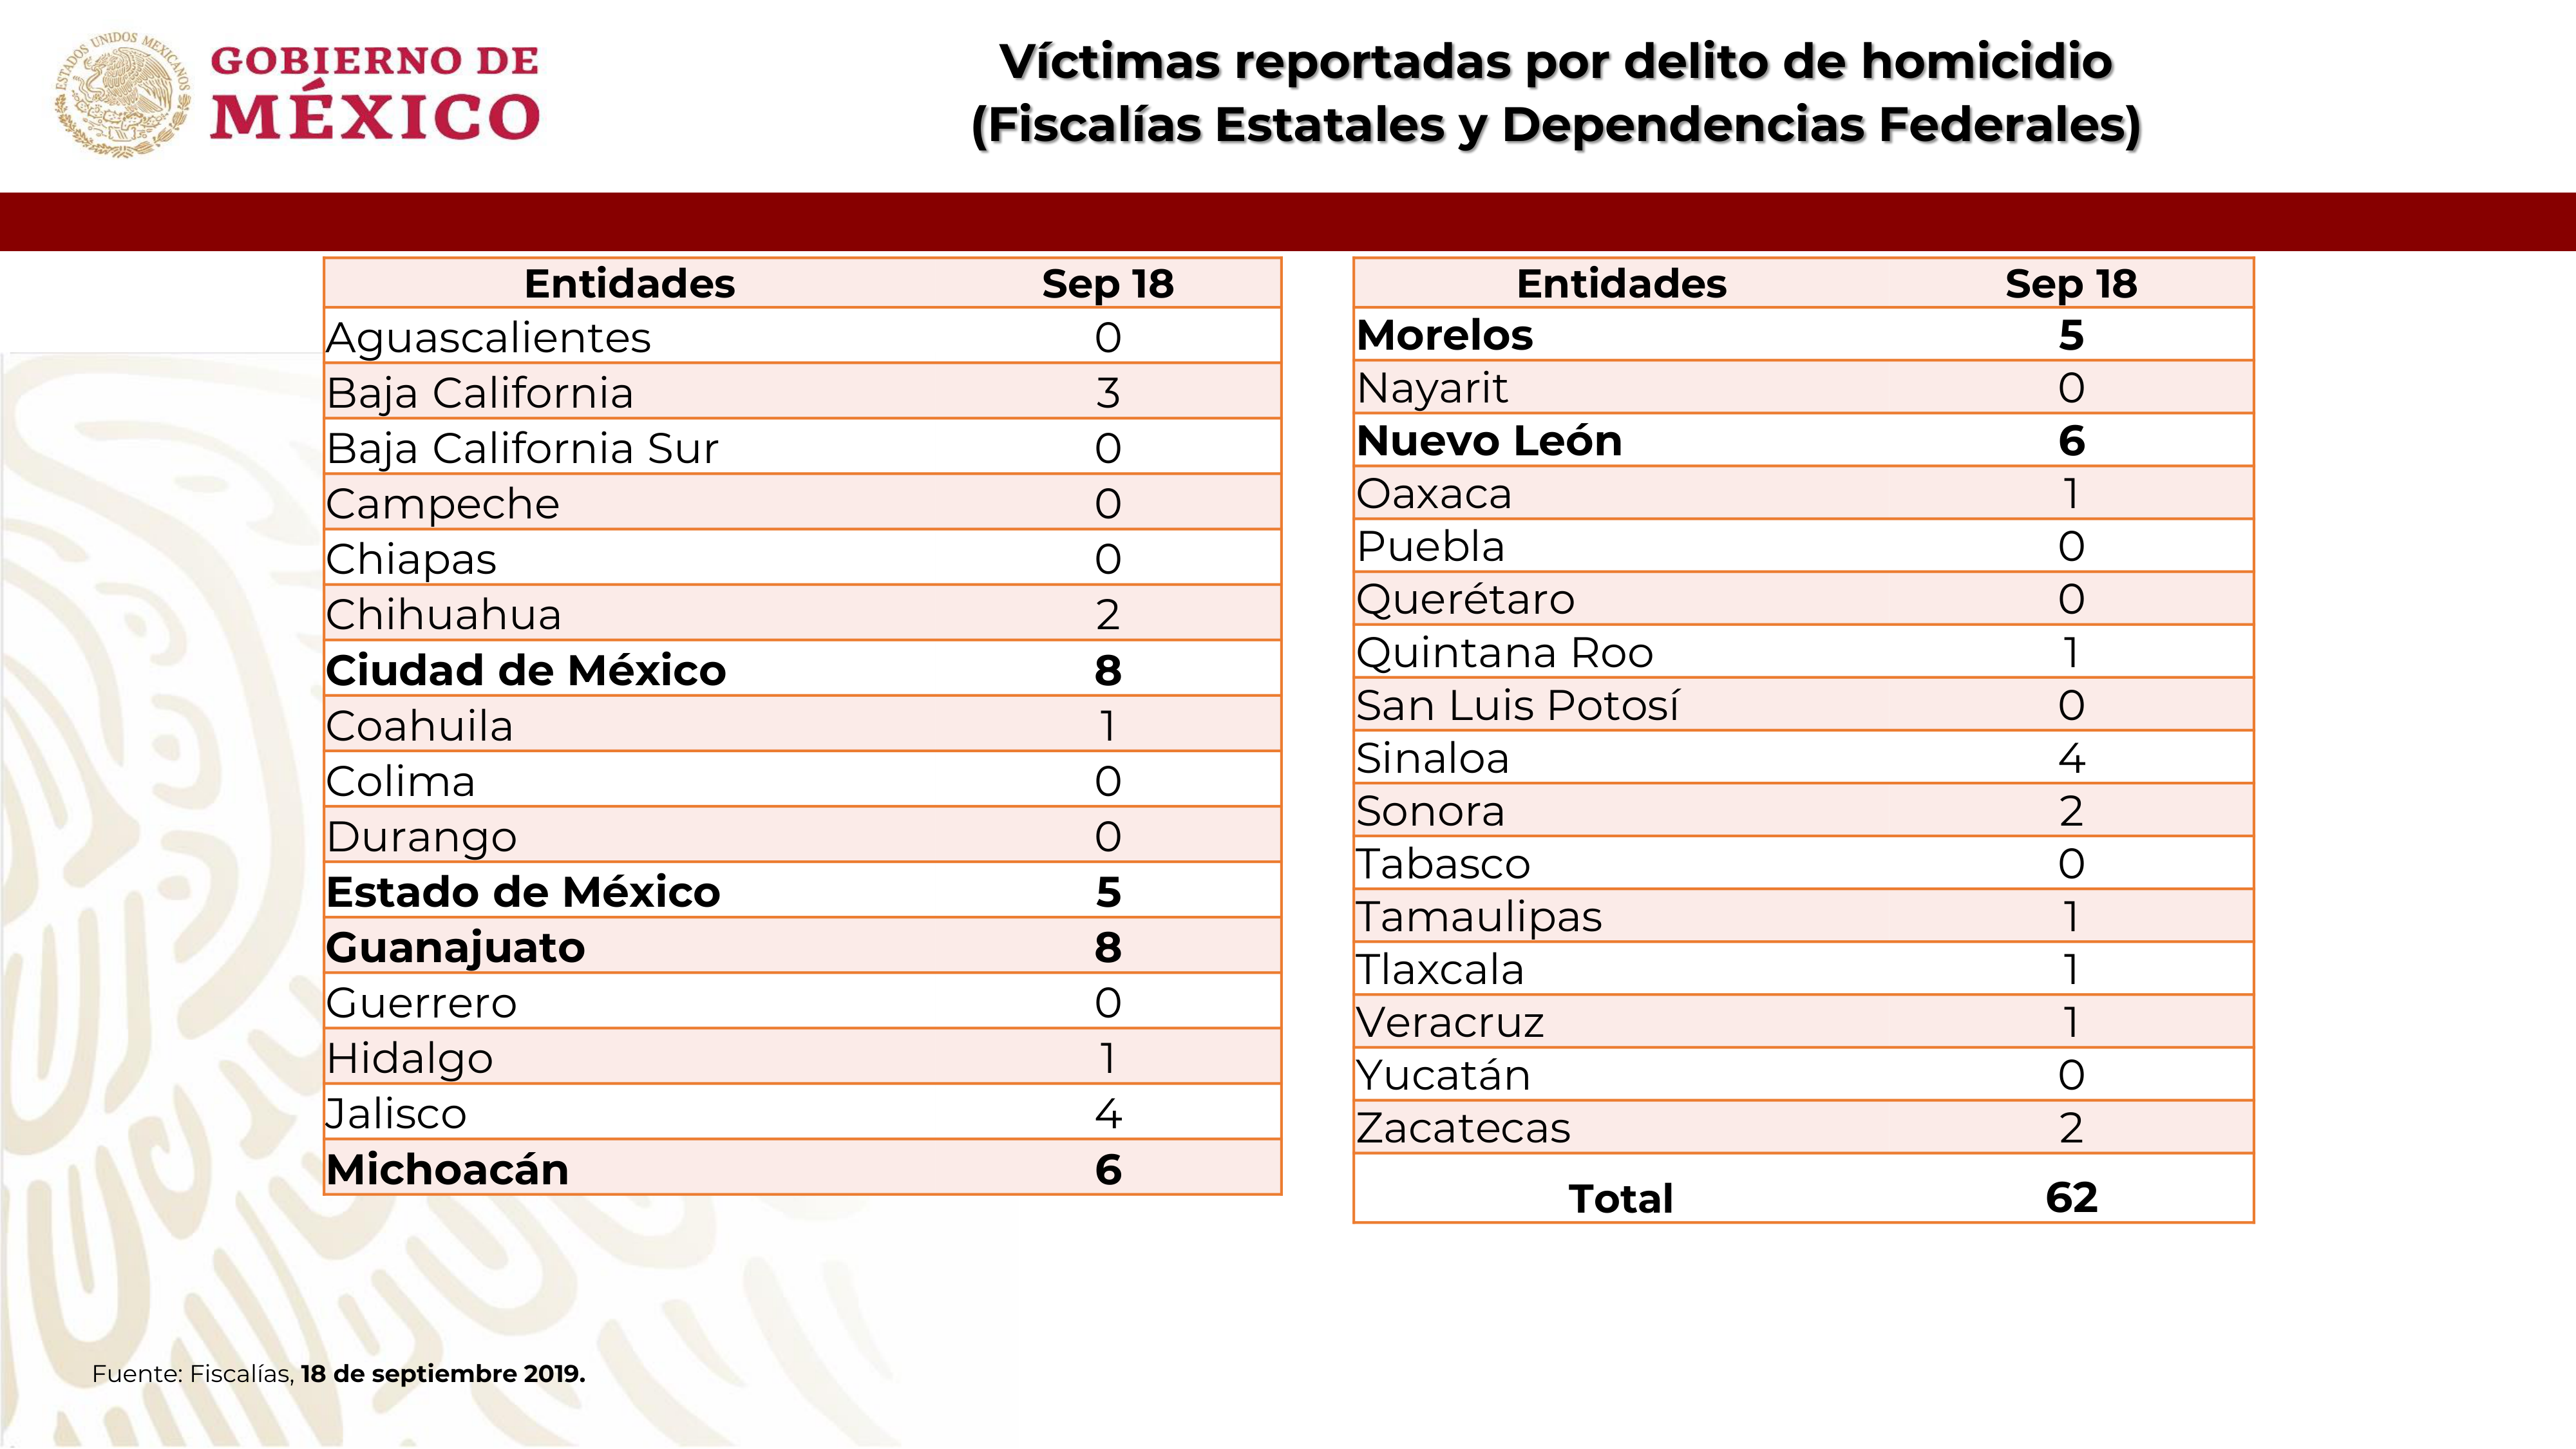 ESTADOS UNIDOS MEXICANOS
GOBIERNO DE
MÉXICO
Víctimas reportadas por delito de homicidio
(Fiscalías Estatales y Dependencias Federales)
Entidades Sep 18
Aguascalientes 0
Baja California 3
Baja California Sur 0
Campeche 0
Chiapas 0
Chihuahua 2
Ciudad de México 8
Coahuila 1
Colima 0
Durango 0
Estado de México 5
Guanajuato 8
Guerrero 0
Hidalgo 1
Jalisco 4
Michoacán 6
Entidades Sep 18
Morelos 5
Nayarit 0
Nuevo León 6
Oaxaca 1
Puebla 0
Querétaro 0
Quintana Roo 1
San Luis Potosí 0
Sinaloa 4
Sonora 2
Tabasco 0
Tamaulipas 1
Tlaxcala 1
Veracruz 1
Yucatán 0
Zacatecas 2
Total 62
Fuente: Fiscalías, 18 de septiembre 2019.